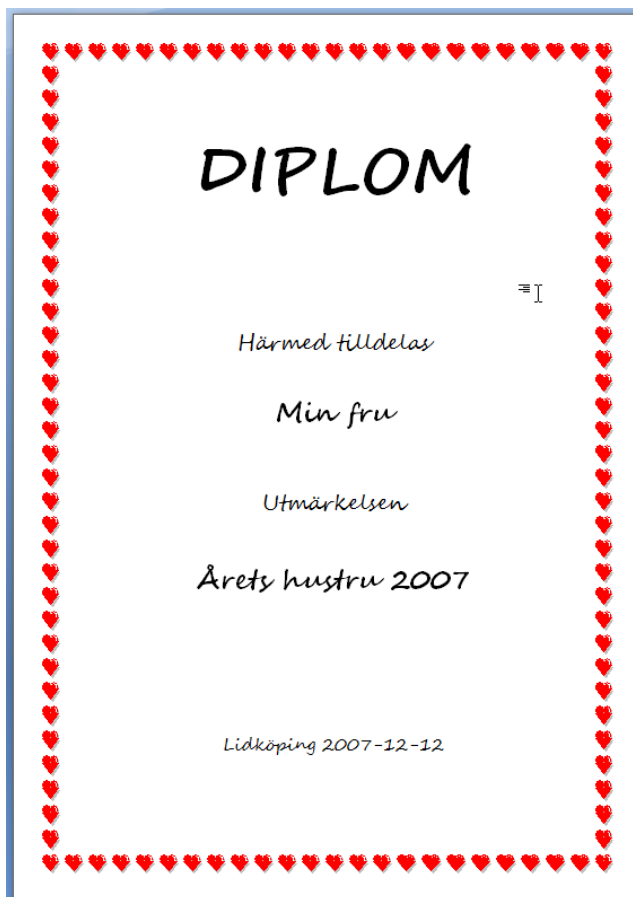 DIPLOM
Härmed tilldelas
Min fru
Utmärkelsen
Årets hustru 2007
Lidköping 2007-12-12